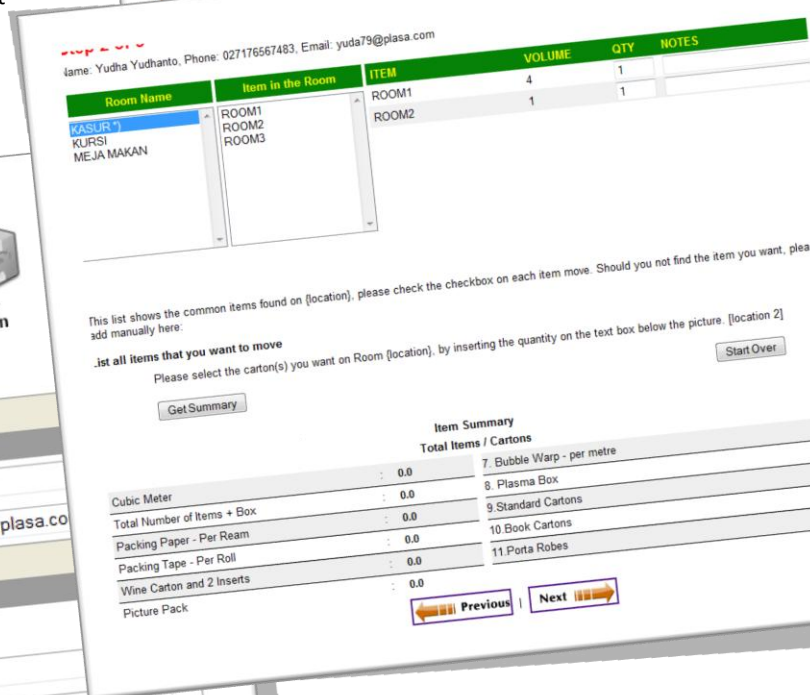 Name: Yudha Yudhanto, Phone: 027176567483, Email: yuda79@plasa.com
Room Name Item in the Room ITEM VOLUME QTY NOTES
KASUR *) ROOM1 ROOM1 4 1
KURSI ROOM2 ROOM2 1 1
MEJA MAKAN ROOM3
This list shows the common items found on {location}, please check the checkbox on each item move. Should you not find the item you want, plea
add manually here:
List all items that you want to move
Please select the carton(s) you want on Room {location}, by inserting the quantity on the text box below the picture. [location 2]
Get Summary Start Over
Item Summary
Total Items / Cartons
Cubic Meter : 0.0 7. Bubble Warp - per metre
Total Number of Items + Box : 0.0 8. Plasma Box
Packing Paper - Per Ream : 0.0 9.Standard Cartons
Packing Tape - Per Roll : 0.0 10.Book Cartons
Wine Carton and 2 Inserts : 0.0 11.Porta Robes
Picture Pack : 0.0
Previous | Next
plasa.co